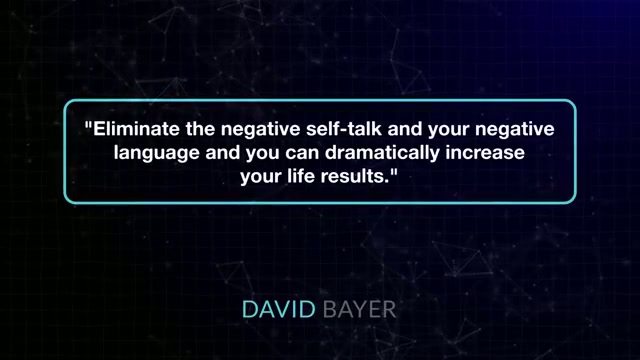 "Eliminate the negative self-talk and your negative
language and you can dramatically increase
your life results."
DAVID BAYER